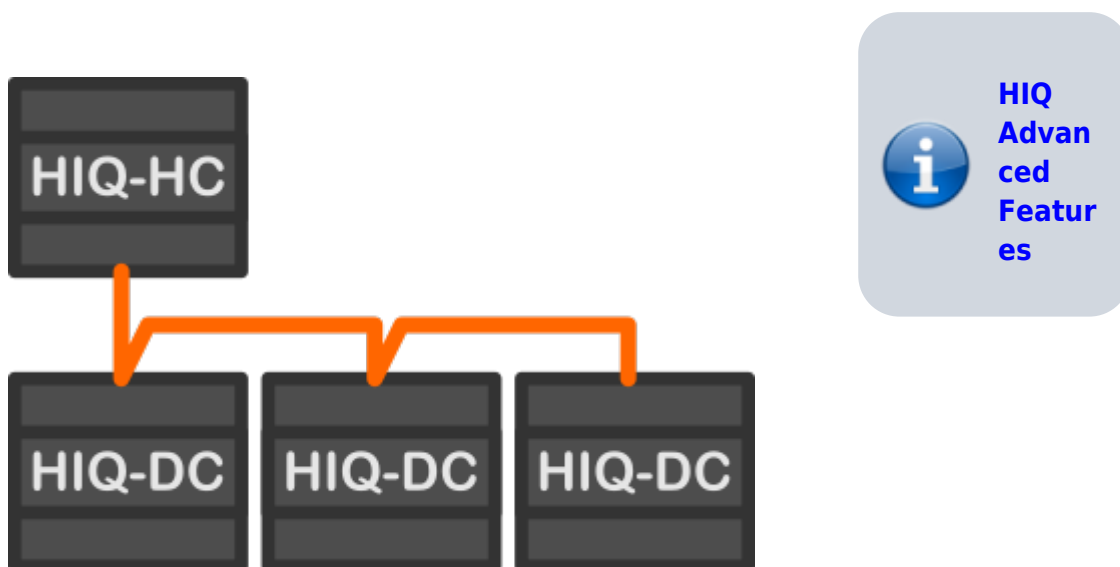 HIQ
Advan
ced
Featur
es
HIQ-HC
HIQ-DC HIQ-DC HIQ-DC